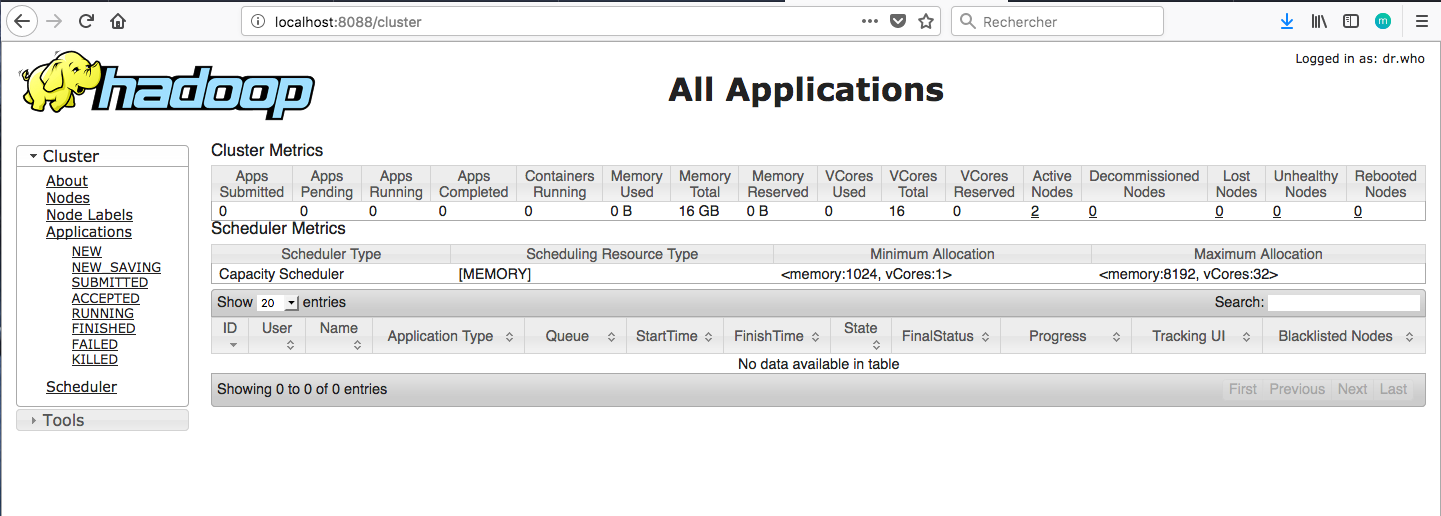 localhost:8088/cluster
Rechercher
m
Logged in as: dr.who
hadoop
All Applications
Cluster
About
Nodes
Node Labels
Applications
NEW
NEW_SAVING
SUBMITTED
ACCEPTED
RUNNING
FINISHED
FAILED
KILLED
Scheduler
Tools
Cluster Metrics
Apps Submitted Apps Pending Apps Running Apps Completed Containers Running Memory Used Memory Total Memory Reserved VCores Used VCores Total VCores Reserved Active Nodes Decommissioned Nodes Lost Nodes Unhealthy Nodes Rebooted Nodes
0 0 0 0 0 0 B 16 GB 0 B 0 16 0 2 0 0 0 0
Scheduler Metrics
Scheduler Type Scheduling Resource Type Minimum Allocation Maximum Allocation
Capacity Scheduler [MEMORY] <memory:1024, vCores:1> <memory:8192, vCores:32>
Show 20 entries Search:
ID User Name Application Type Queue StartTime FinishTime State FinalStatus Progress Tracking UI Blacklisted Nodes
No data available in table
Showing 0 to 0 of 0 entries First Previous Next Last